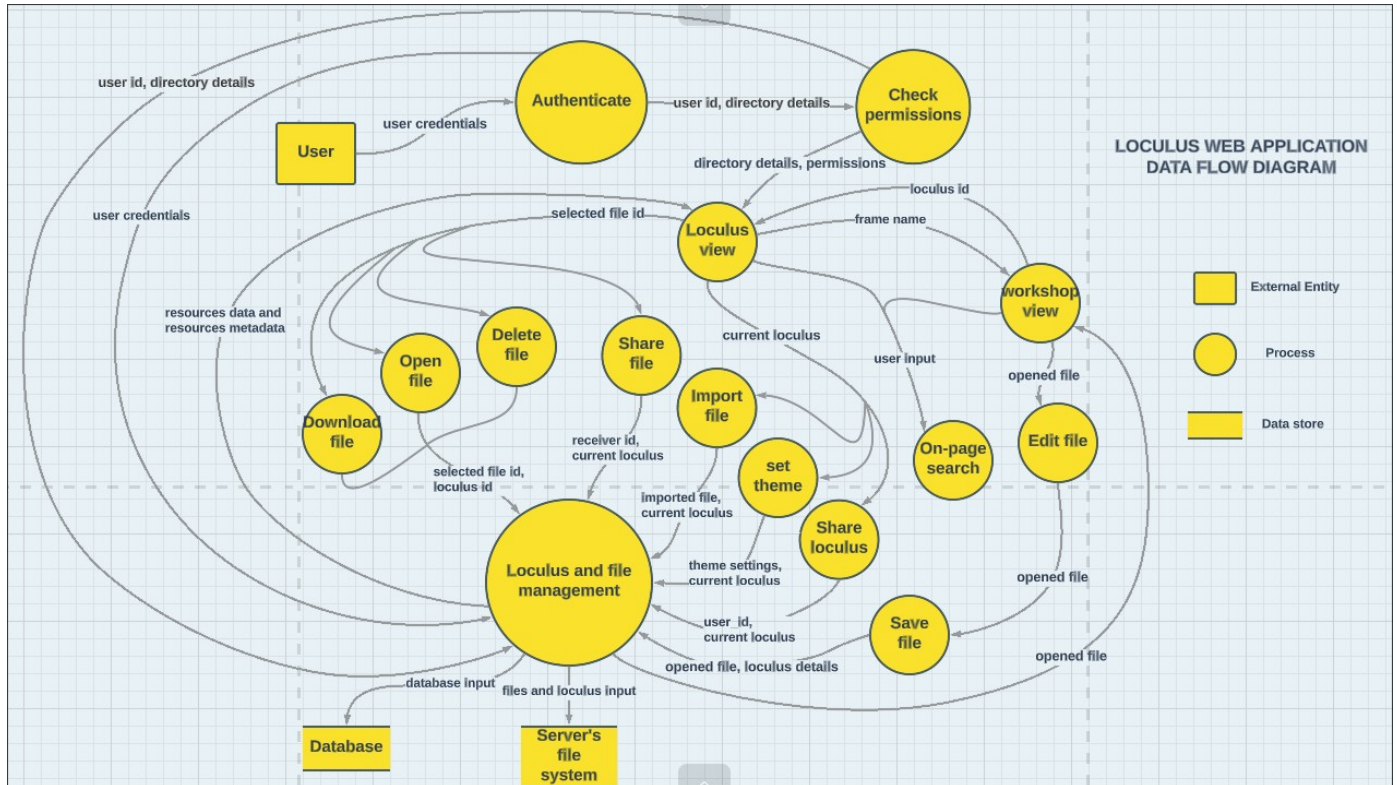 user id, directory details
Authenticate
user id, directory details
Check
permissions
user credentials
User
LOCULUS WEB APPLICATION
DATA FLOW DIAGRAM
directory details, permissions
loculus id
user credentials
selected file id
frame name
Loculus
view
workshop
view
External Entity
resources data and
resources metadata
current loculus
Delete
file
Share
file
user input
Process
Open
file
opened file
Import
file
Download
file
Data store
Edit file
On-page
search
receiver id,
current loculus
set
theme
selected file id,
loculus id
imported file,
current loculus
Share
loculus
Loculus and file
management
theme settings,
current loculus
opened file
user_id,
current loculus
Save
file
opened file
opened file, loculus details
database input
files and loculus input
Database
Server's
file
system